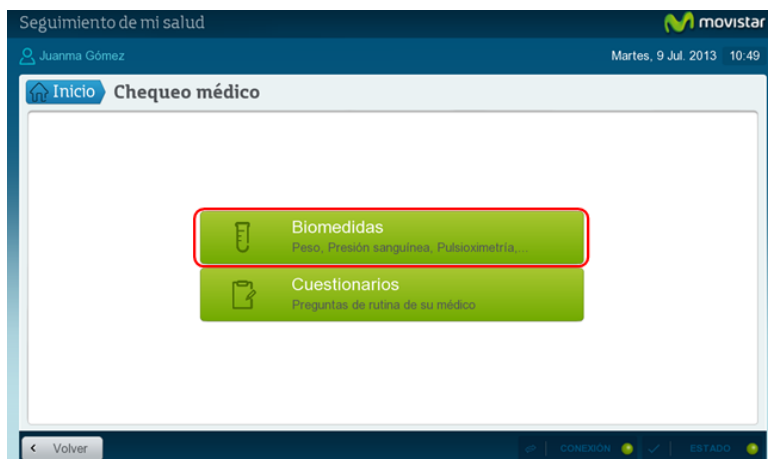 Seguimiento de mi salud
movistar
Juanma Gómez
Martes, 9 Jul. 2013 10:49
Inicio
Chequeo médico
Biomedidas
Peso, Presión sanguínea, Pulsioximetría,...
Cuestionarios
Preguntas de rutina de su médico
Volver
CONEXIÓN
ESTADO